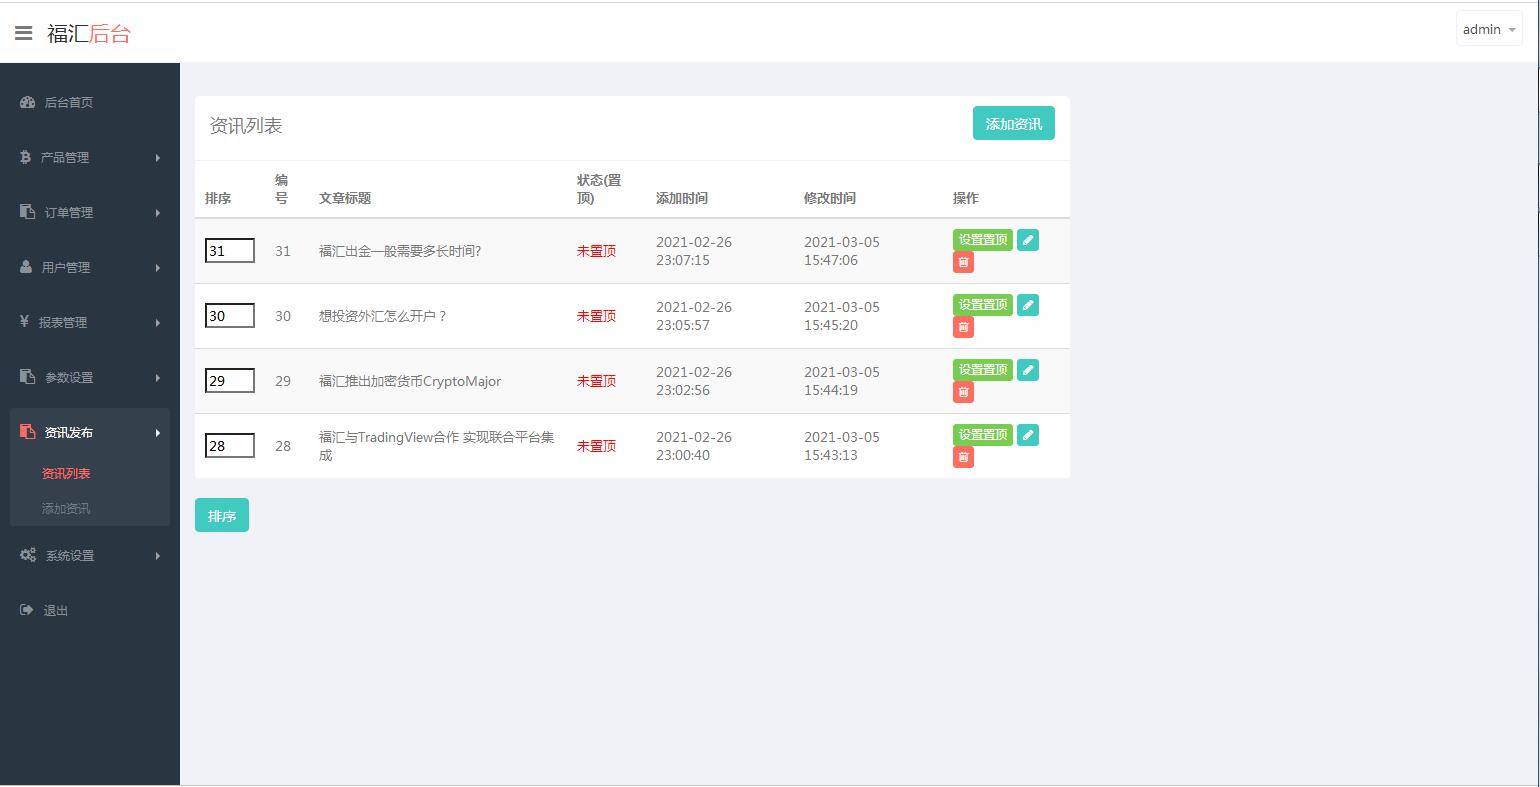 福汇后台
admin
后台首页
产品管理
订单管理
用户管理
报表管理
参数设置
资讯发布
资讯列表
添加资讯
系统设置
退出
资讯列表
添加资讯
排序
编
号
文章标题
状态(置
顶)
添加时间
修改时间
操作
31
31
福汇出金一般需要多长时间?
未置顶
2021-02-26
23:07:15
2021-03-05
15:47:06
设置置顶
30
30
想投资外汇怎么开户？
未置顶
2021-02-26
23:05:57
2021-03-05
15:45:20
设置置顶
29
29
福汇推出加密货币CryptoMajor
未置顶
2021-02-26
23:02:56
2021-03-05
15:44:19
设置置顶
28
28
福汇与TradingView合作 实现联合平台集
成
未置顶
2021-02-26
23:00:40
2021-03-05
15:43:13
设置置顶
排序